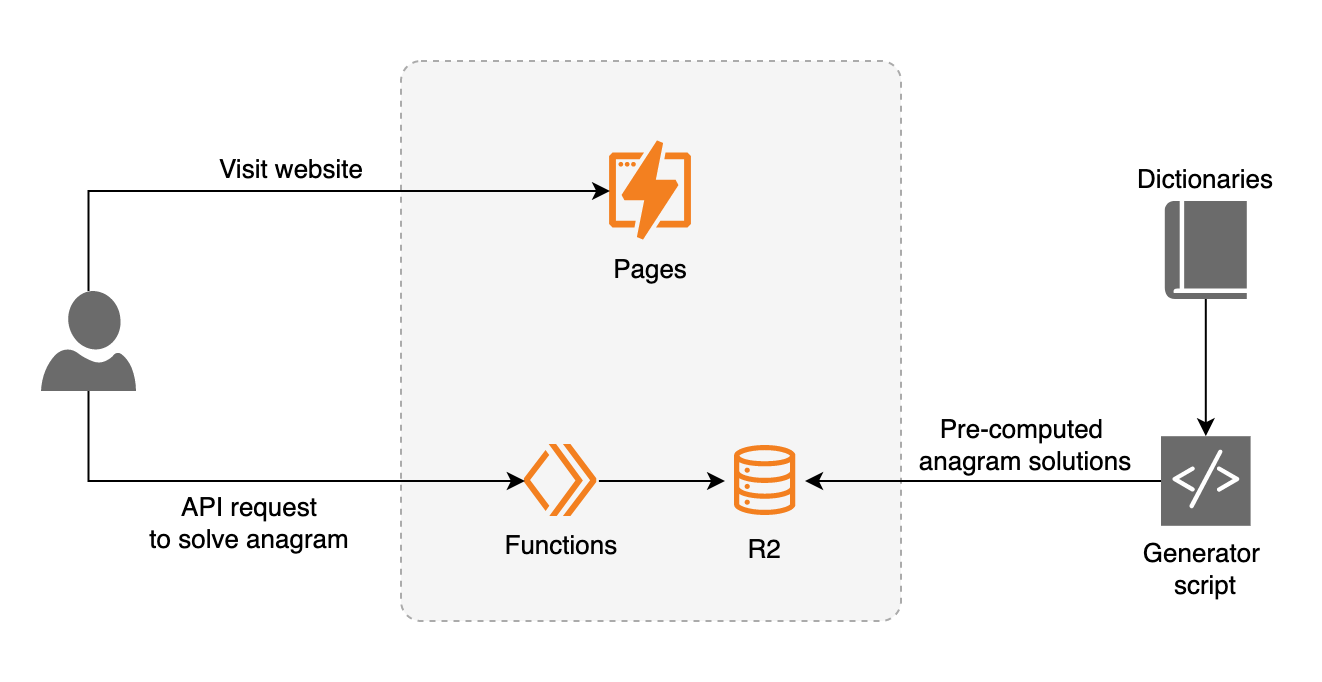 Visit website
Pages
Dictionaries
API request
to solve anagram
Functions
R2
Pre-computed
anagram solutions
</>
Generator
script